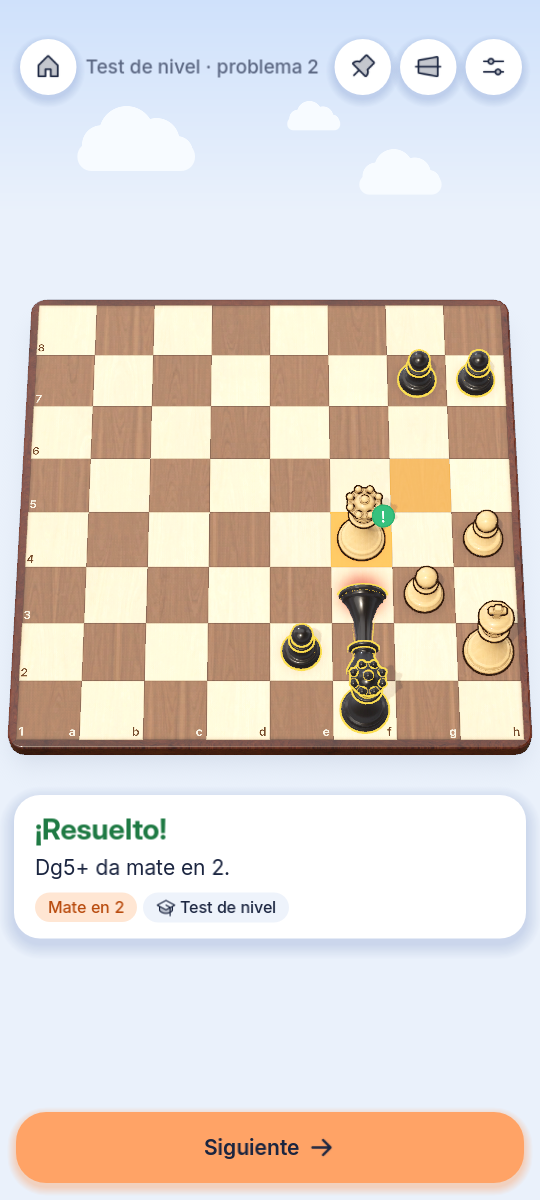 Test de nivel · problema 2
8
7
6
5
4
3
2
1 a b c d e f g h
!
¡Resuelto!
Dg5+ da mate en 2.
Mate en 2
Test de nivel
Siguiente →